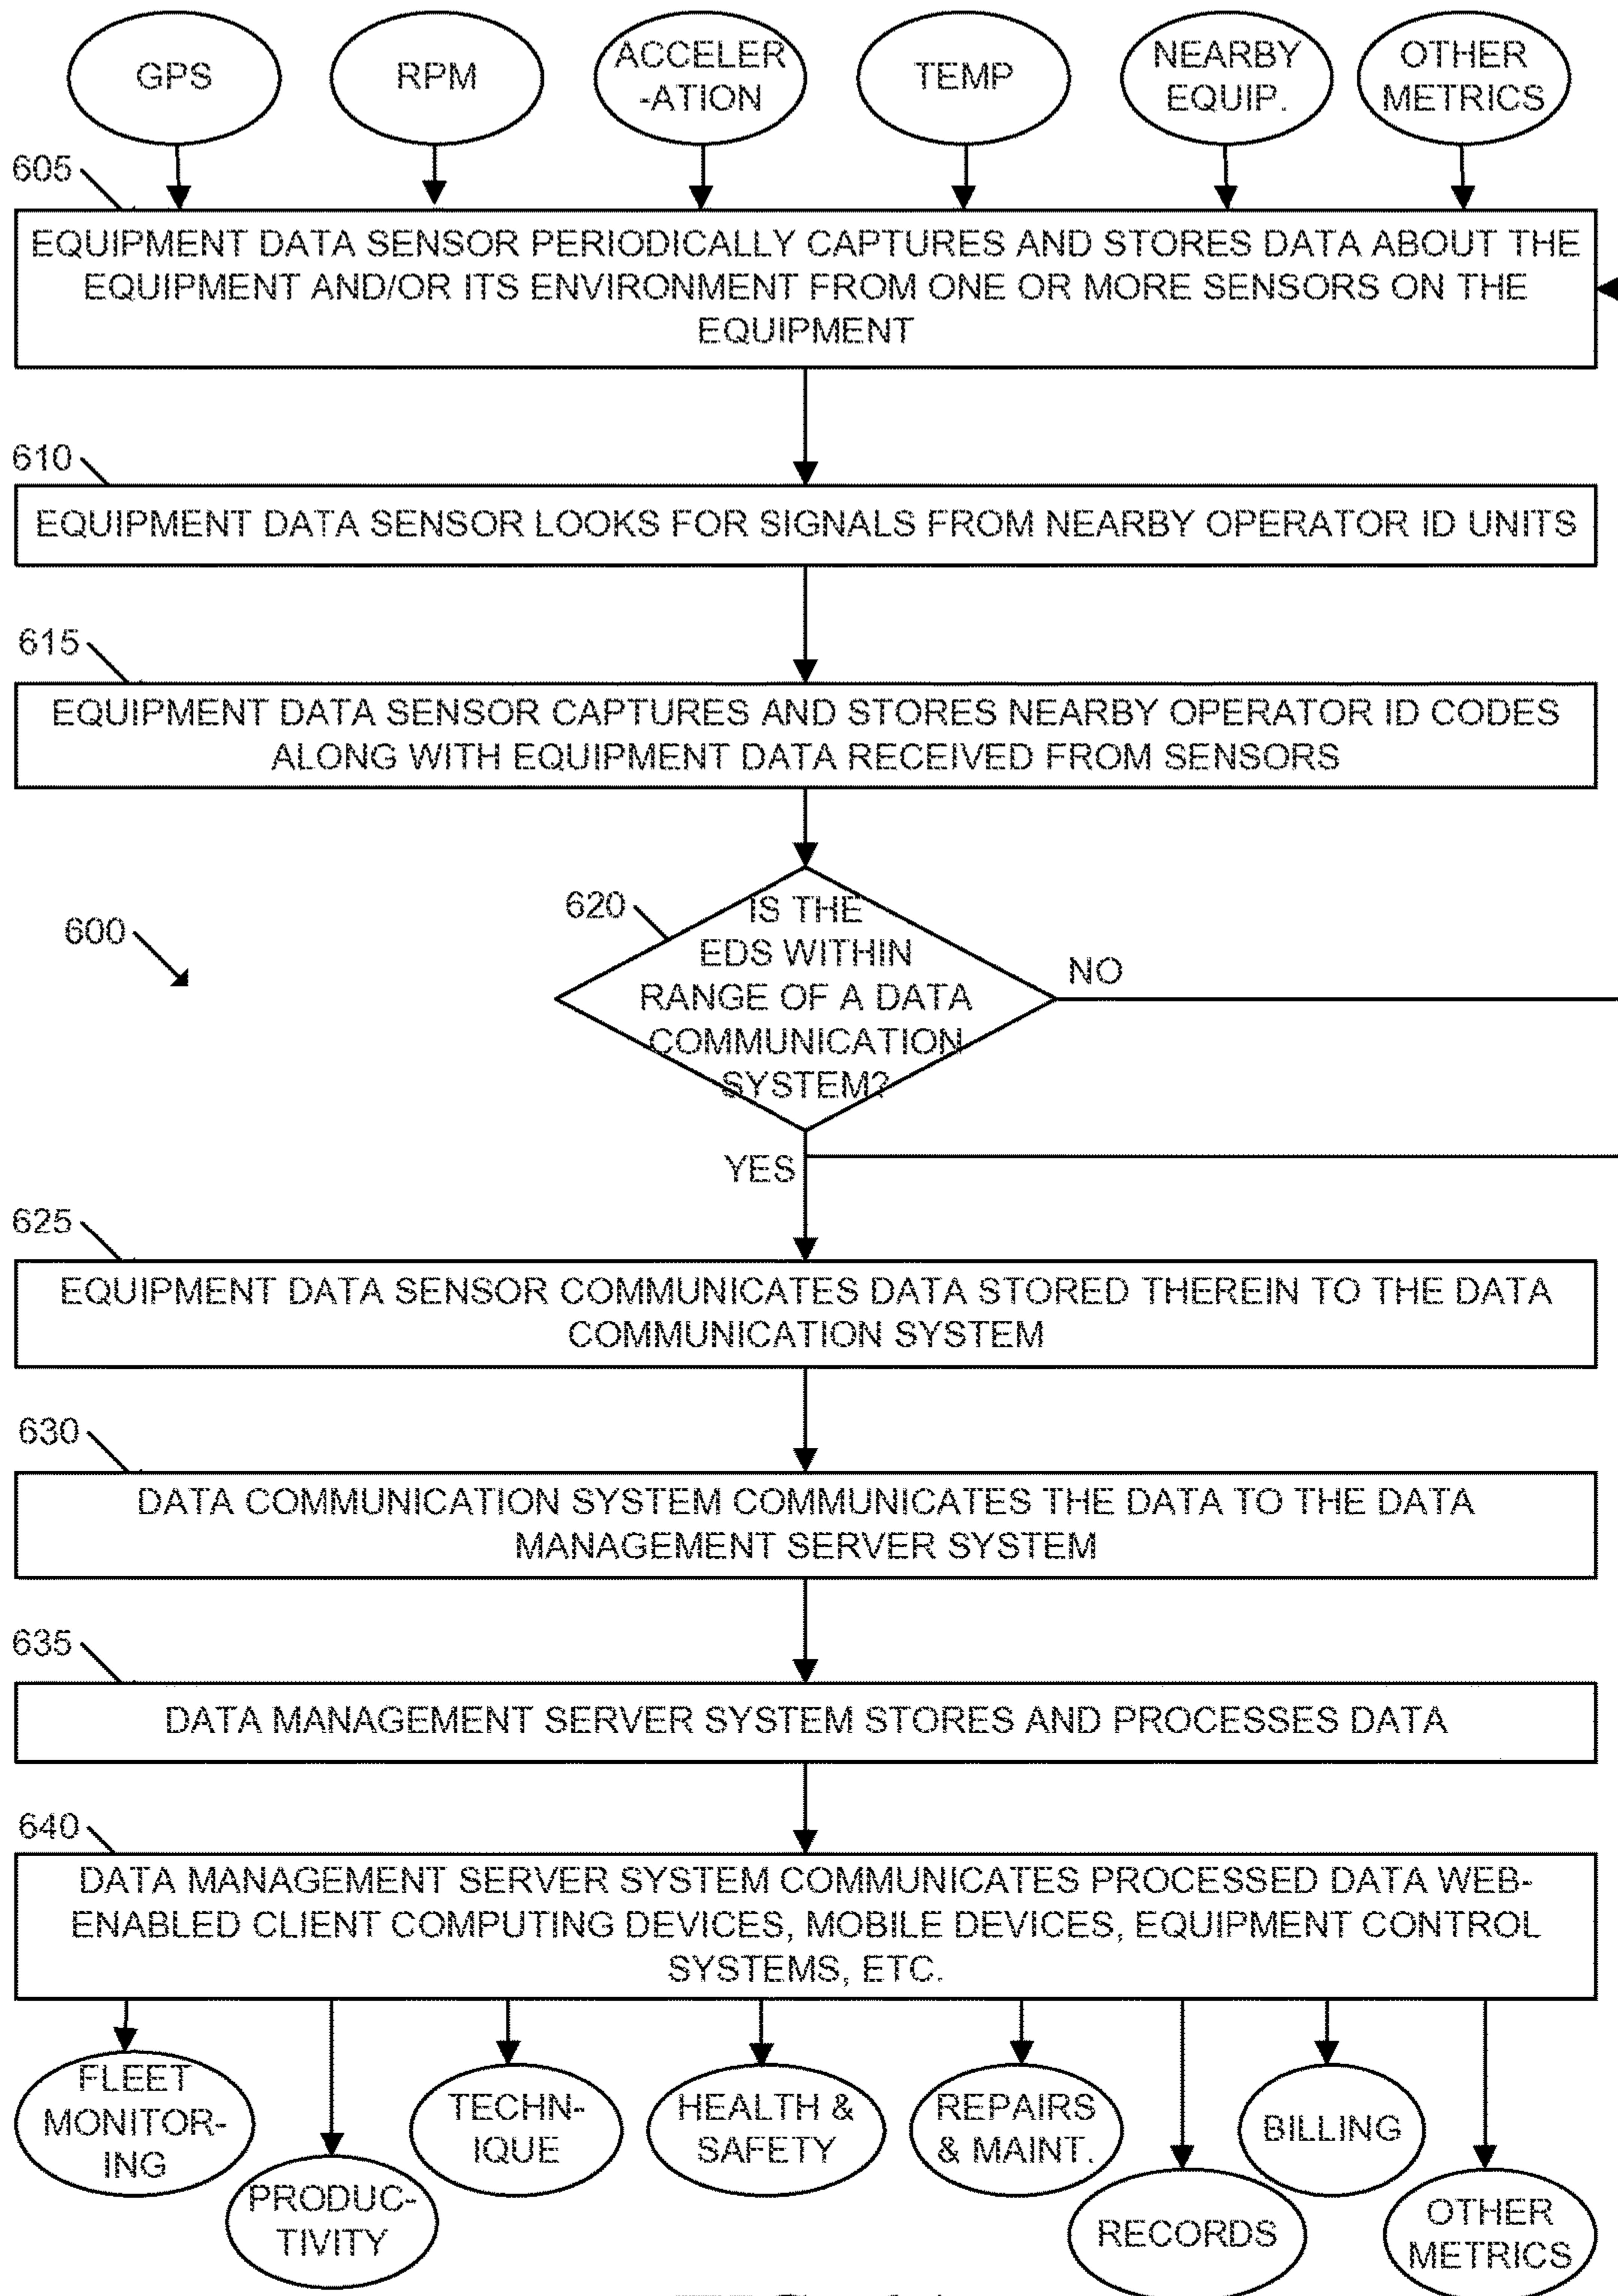 GPS
RPM
ACCELER
-ATION
TEMP
NEARBY
EQUIP.
OTHER
METRICS
605
EQUIPMENT DATA SENSOR PERIODICALLY CAPTURES AND STORES DATA ABOUT THE
EQUIPMENT AND/OR ITS ENVIRONMENT FROM ONE OR MORE SENSORS ON THE
EQUIPMENT
610
EQUIPMENT DATA SENSOR LOOKS FOR SIGNALS FROM NEARBY OPERATOR ID UNITS
615
EQUIPMENT DATA SENSOR CAPTURES AND STORES NEARBY OPERATOR ID CODES
ALONG WITH EQUIPMENT DATA RECEIVED FROM SENSORS
600
620
IS THE
EDS WITHIN
RANGE OF A DATA
COMMUNICATION
SYSTEM?
NO
YES
625
EQUIPMENT DATA SENSOR COMMUNICATES DATA STORED THEREIN TO THE DATA
COMMUNICATION SYSTEM
630
DATA COMMUNICATION SYSTEM COMMUNICATES THE DATA TO THE DATA
MANAGEMENT SERVER SYSTEM
635
DATA MANAGEMENT SERVER SYSTEM STORES AND PROCESSES DATA
640
DATA MANAGEMENT SERVER SYSTEM COMMUNICATES PROCESSED DATA WEB-
ENABLED CLIENT COMPUTING DEVICES, MOBILE DEVICES, EQUIPMENT CONTROL
SYSTEMS, ETC.
FLEET
MONITOR-
ING
PRODUC-
TIVITY
TECHN-
IQUE
HEALTH &
SAFETY
REPAIRS
& MAINT.
RECORDS
BILLING
OTHER
METRICS